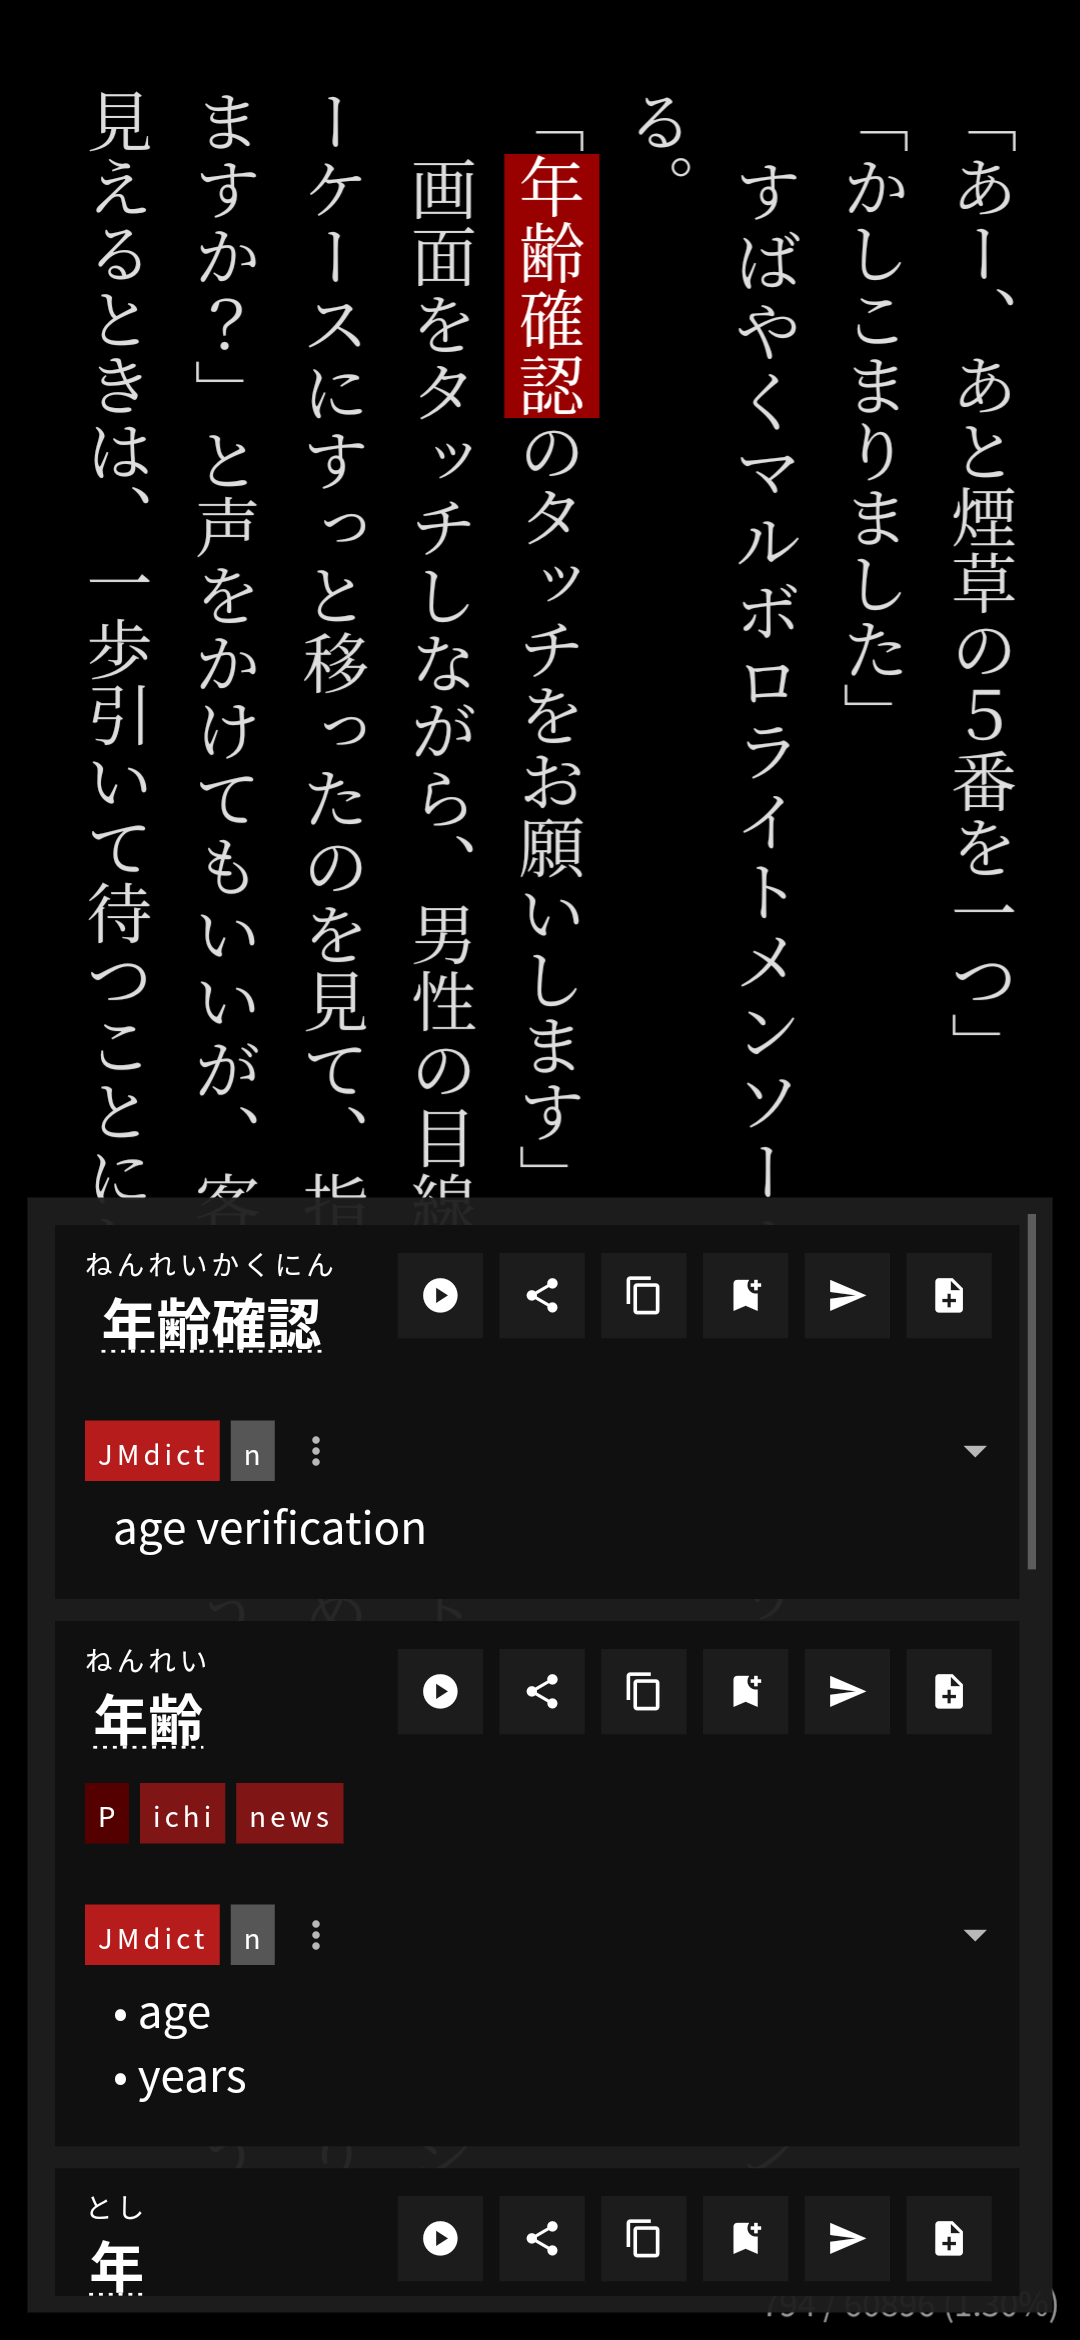 「あー、あと煙草の５番を一つ」
「かしこまりました」
すばやくマルボロライトメンソー
る。
「年齢確認のタッチをお願いします」
画面をタッチしながら、男性の目線
ーケースにすっと移ったのを見て、指
ますか？」と声をかけてもいいが、客
見えるときは、一歩引いて待つことに
ねんれいかくにん
年齢確認
JMdict n
age verification
ねんれい
年齢
P ichi news
JMdict n
• age
• years
とし
年
794 / 60896 (1.30%)